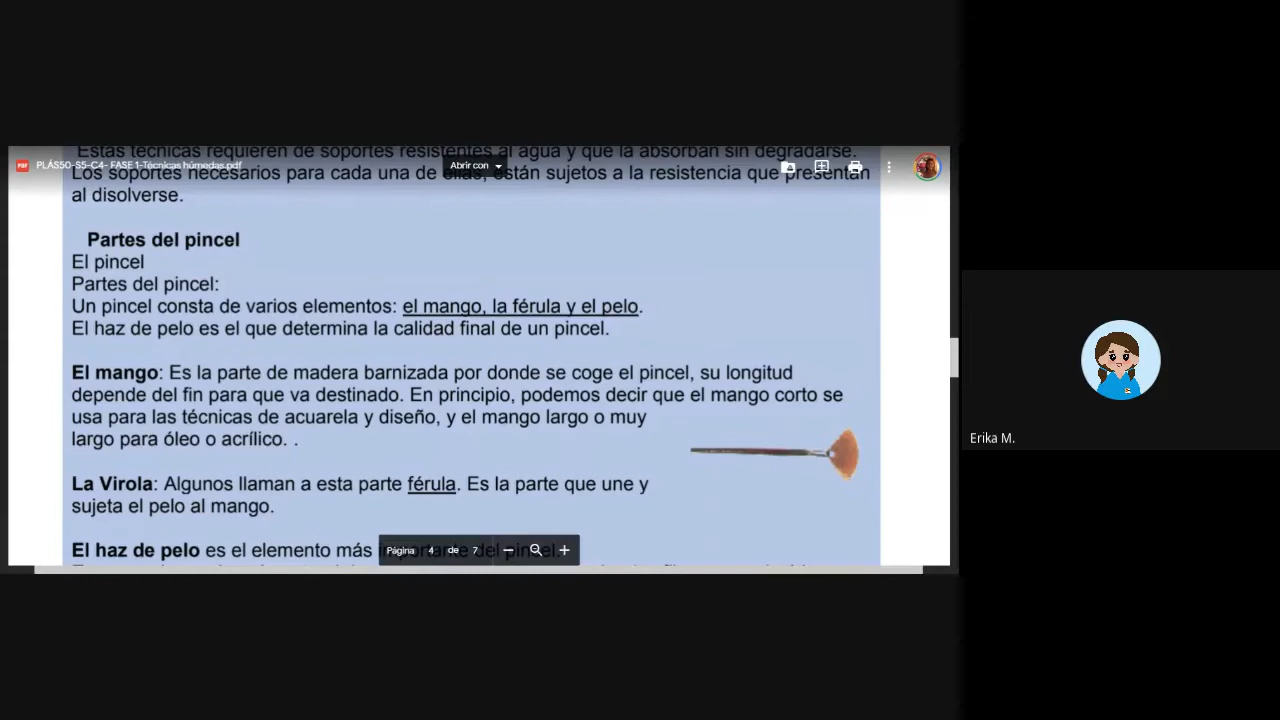 Estas técnicas requieren de soportes resistentes al agua y que la absorban sin degradarse.
PLÁS50-S5-C4- FASE 1-Técnicas húmedas.pdf
Abrir con
Los soportes necesarios para cada una de ellas, están sujetos a la resistencia que presentan
al disolverse.
Partes del pincel
El pincel
Partes del pincel:
Un pincel consta de varios elementos: el mango, la férula y el pelo.
El haz de pelo es el que determina la calidad final de un pincel.
El mango: Es la parte de madera barnizada por donde se coge el pincel, su longitud
depende del fin para que va destinado. En principio, podemos decir que el mango corto se
usa para las técnicas de acuarela y diseño, y el mango largo o muy
largo para óleo o acrílico. .
La Virola: Algunos llaman a esta parte férula. Es la parte que une y
sujeta el pelo al mango.
El haz de pelo es el elemento más importante del pincel.
Página 4 de 7
Erika M.